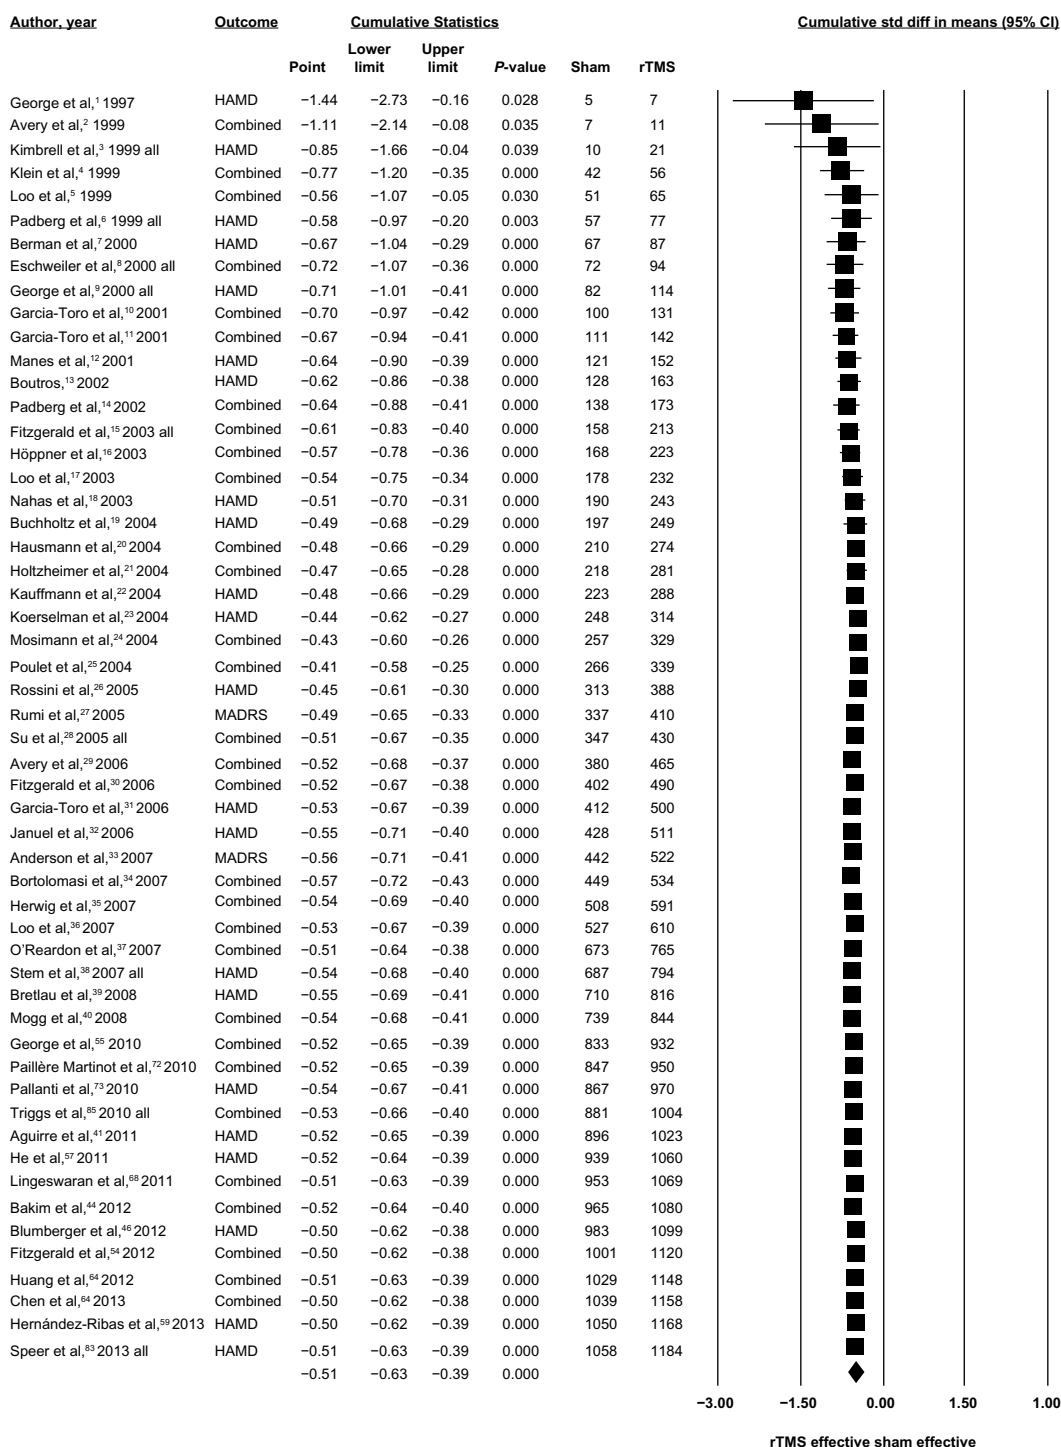 Author, year Outcome Cumulative Statistics Cumulative std diff in means (95% CI)
Point Lower limit Upper limit P-value Sham rTMS
George et al,1 1997 HAMD −1.44 −2.73 −0.16 0.028 5 7
Avery et al,2 1999 Combined −1.11 −2.14 −0.08 0.035 7 11
Kimbrell et al,3 1999 all HAMD −0.85 −1.66 −0.04 0.039 10 21
Klein et al,4 1999 Combined −0.77 −1.20 −0.35 0.000 42 56
Loo et al,5 1999 Combined −0.56 −1.07 −0.05 0.030 51 65
Padberg et al,6 1999 all HAMD −0.58 −0.97 −0.20 0.003 57 77
Berman et al,7 2000 HAMD −0.67 −1.04 −0.29 0.000 67 87
Eschweiler et al,8 2000 all Combined −0.72 −1.07 −0.36 0.000 72 94
George et al,9 2000 all HAMD −0.71 −1.01 −0.41 0.000 82 114
Garcia-Toro et al,10 2001 Combined −0.70 −0.97 −0.42 0.000 100 131
Garcia-Toro et al,11 2001 Combined −0.67 −0.94 −0.41 0.000 111 142
Manes et al,12 2001 HAMD −0.64 −0.90 −0.39 0.000 121 152
Boutros,13 2002 HAMD −0.62 −0.86 −0.38 0.000 128 163
Padberg et al,14 2002 Combined −0.64 −0.88 −0.41 0.000 138 173
Fitzgerald et al,15 2003 all Combined −0.61 −0.83 −0.40 0.000 158 213
Höppner et al,16 2003 Combined −0.57 −0.78 −0.36 0.000 168 223
Loo et al,17 2003 Combined −0.54 −0.75 −0.34 0.000 178 232
Nahas et al,18 2003 HAMD −0.51 −0.70 −0.31 0.000 190 243
Buchholtz et al,19 2004 HAMD −0.49 −0.68 −0.29 0.000 197 249
Hausmann et al,20 2004 Combined −0.48 −0.66 −0.29 0.000 210 274
Holtzheimer et al,21 2004 Combined −0.47 −0.65 −0.28 0.000 218 281
Kauffmann et al,22 2004 HAMD −0.48 −0.66 −0.29 0.000 223 288
Koerselman et al,23 2004 HAMD −0.44 −0.62 −0.27 0.000 248 314
Mosimann et al,24 2004 Combined −0.43 −0.60 −0.26 0.000 257 329
Poulet et al,25 2004 Combined −0.41 −0.58 −0.25 0.000 266 339
Rossini et al,26 2005 HAMD −0.45 −0.61 −0.30 0.000 313 388
Rumi et al,27 2005 MADRS −0.49 −0.65 −0.33 0.000 337 410
Su et al,28 2005 all Combined −0.51 −0.67 −0.35 0.000 347 430
Avery et al,29 2006 Combined −0.52 −0.68 −0.37 0.000 380 465
Fitzgerald et al,30 2006 Combined −0.52 −0.67 −0.38 0.000 402 490
Garcia-Toro et al,31 2006 HAMD −0.53 −0.67 −0.39 0.000 412 500
Januel et al,32 2006 HAMD −0.55 −0.71 −0.40 0.000 428 511
Anderson et al,33 2007 MADRS −0.56 −0.71 −0.41 0.000 442 522
Bortolomasi et al,34 2007 Combined −0.57 −0.72 −0.43 0.000 449 534
Herwig et al,35 2007 Combined −0.54 −0.69 −0.40 0.000 508 591
Loo et al,36 2007 Combined −0.53 −0.67 −0.39 0.000 527 610
O'Reardon et al,37 2007 Combined −0.51 −0.64 −0.38 0.000 673 765
Stem et al,38 2007 all HAMD −0.54 −0.68 −0.40 0.000 687 794
Bretlau et al,39 2008 HAMD −0.55 −0.69 −0.41 0.000 710 816
Mogg et al,40 2008 Combined −0.54 −0.68 −0.41 0.000 739 844
George et al,55 2010 Combined −0.52 −0.65 −0.39 0.000 833 932
Paillère Martinot et al,72 2010 Combined −0.52 −0.65 −0.39 0.000 847 950
Pallanti et al,73 2010 HAMD −0.54 −0.67 −0.41 0.000 867 970
Triggs et al,85 2010 all Combined −0.53 −0.66 −0.40 0.000 881 1004
Aguirre et al,41 2011 HAMD −0.52 −0.65 −0.39 0.000 896 1023
He et al,57 2011 HAMD −0.52 −0.64 −0.39 0.000 939 1060
Lingeswaran et al,68 2011 Combined −0.51 −0.63 −0.39 0.000 953 1069
Bakim et al,44 2012 Combined −0.52 −0.64 −0.40 0.000 965 1080
Blumberger et al,46 2012 HAMD −0.50 −0.62 −0.38 0.000 983 1099
Fitzgerald et al,54 2012 Combined −0.50 −0.62 −0.38 0.000 1001 1120
Huang et al,64 2012 Combined −0.51 −0.63 −0.39 0.000 1029 1148
Chen et al,64 2013 Combined −0.50 −0.62 −0.38 0.000 1039 1158
Hernández-Ribas et al,59 2013 HAMD −0.50 −0.62 −0.39 0.000 1050 1168
Speer et al,83 2013 all HAMD −0.51 −0.63 −0.39 0.000 1058 1184
−0.51 −0.63 −0.39 0.000
−3.00 −1.50 0.00 1.50 1.00
rTMS effective sham effective